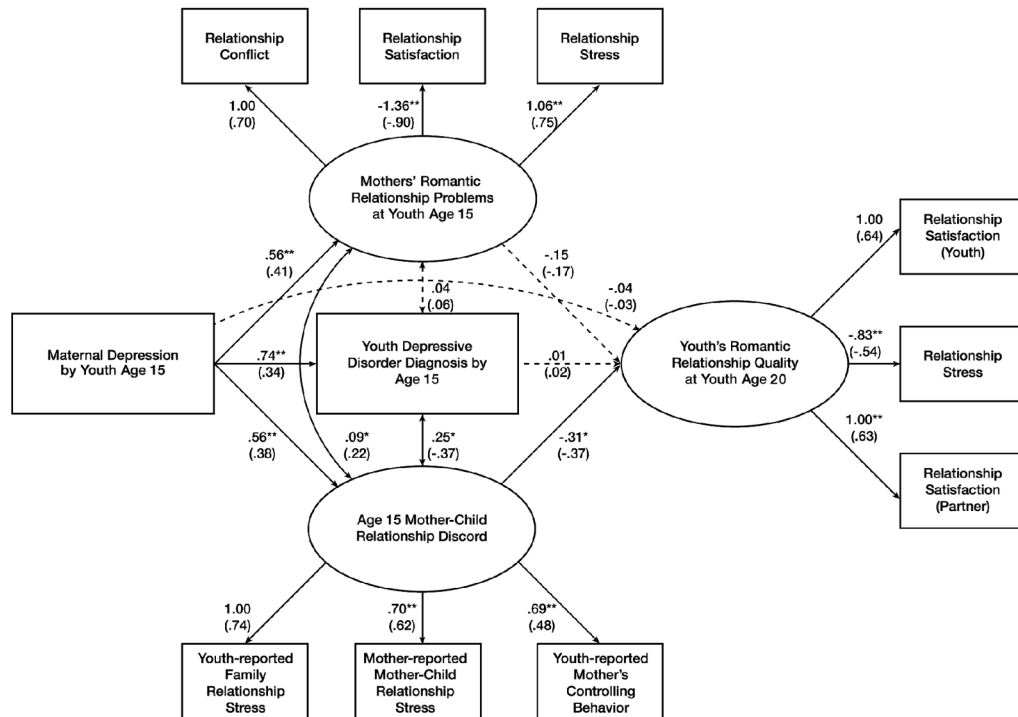 Relationship
Conflict
Relationship
Satisfaction
Relationship
Stress
1.00
(.70)
-1.36**
(-.90)
1.06**
(.75)
Mothers' Romantic
Relationship Problems
at Youth Age 15
1.00
(.64)
Relationship
Satisfaction
(Youth)
.56**
(.41)
-.15
(-.17)
.04
(.06)
-.04
(-.03)
Maternal Depression
by Youth Age 15
.74**
(.34)
Youth Depressive
Disorder Diagnosis by
Age 15
.01
(.02)
Youth's Romantic
Relationship Quality
at Youth Age 20
-.83**
(-.54)
Relationship
Stress
.56**
(.38)
.09*
(.22)
.25*
(-.37)
-.31*
(-.37)
1.00**
(.63)
Relationship
Satisfaction
(Partner)
Age 15 Mother-Child
Relationship Discord
1.00
(.74)
.70**
(.62)
.69**
(.48)
Youth-reported
Family
Relationship
Stress
Mother-reported
Mother-Child
Relationship
Stress
Youth-reported
Mother's
Controlling
Behavior